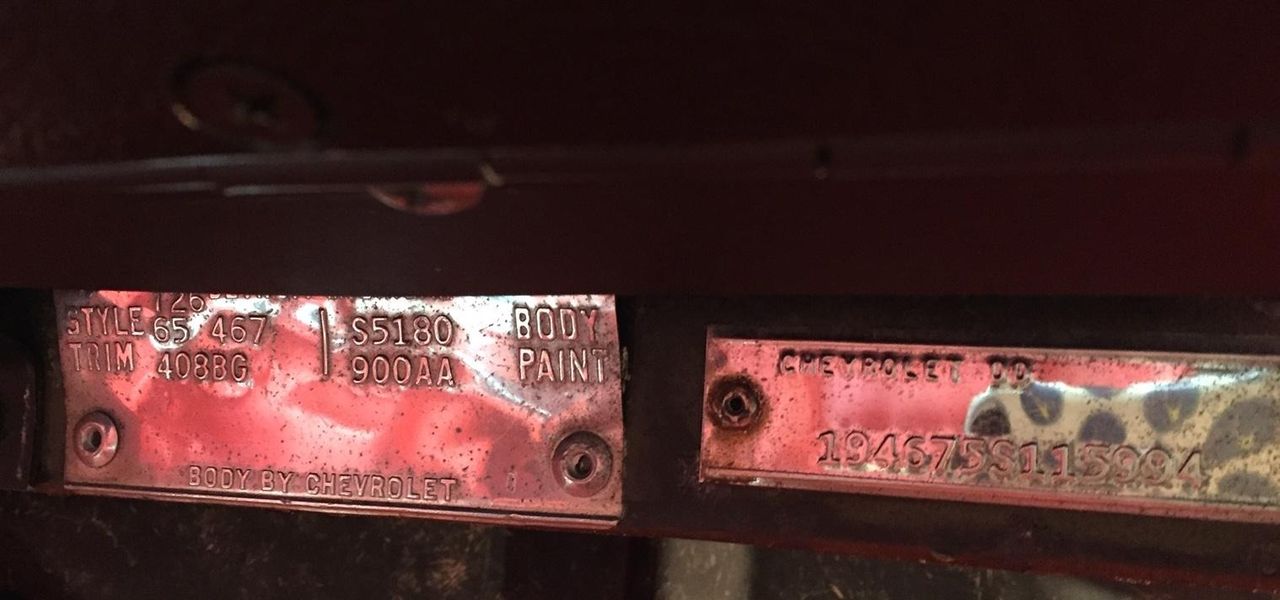 STYLE 65 467 S5180 BODY
TRIM 408BG 900AA PAINT
BODY BY CHEVROLET
CHEVROLET
194675S115994